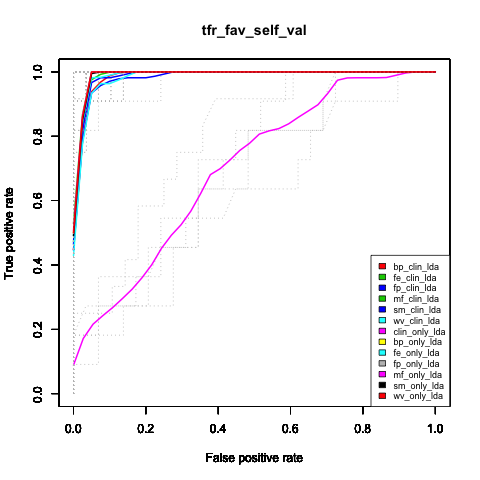 tfr_fav_self_val
True positive rate
1.0
0.8
0.6
0.4
0.2
0.0
bp_clin_lda
fe_clin_lda
fp_clin_lda
mf_clin_lda
sm_clin_lda
wv_clin_lda
clin_only_lda
bp_only_lda
fe_only_lda
fp_only_lda
mf_only_lda
sm_only_lda
wv_only_lda
0.0 0.2 0.4 0.6 0.8 1.0
False positive rate